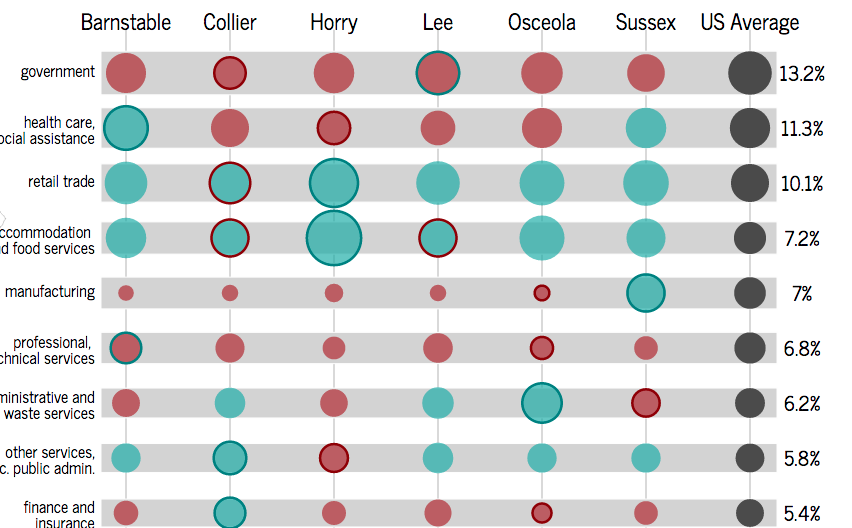 Barnstable Collier Horry Lee Osceola Sussex US Average
government 13.2%
health care,
ocial assistance 11.3%
retail trade 10.1%
ccommodation
nd food services 7.2%
manufacturing 7%
professional,
chnical services 6.8%
ministrative and
waste services 6.2%
other services,
c. public admin. 5.8%
finance and
insurance 5.4%